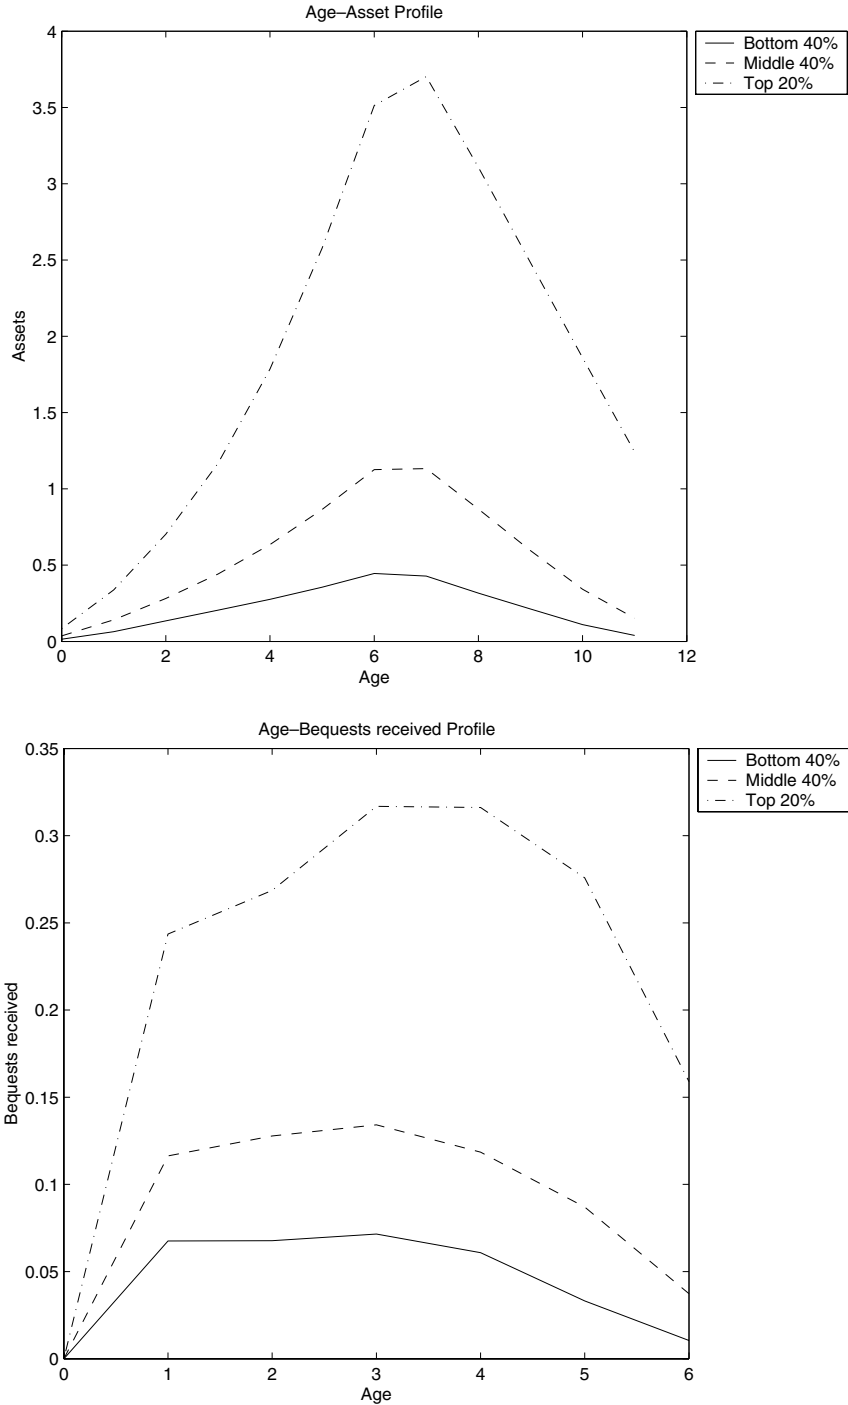 Age–Asset Profile
4
3.5
3
2.5
2
1.5
1
0.5
0
Assets
0 2 4 6 8 10 12
Age
Bottom 40%
Middle 40%
Top 20%
Age–Bequests received Profile
0.35
0.3
0.25
0.2
0.15
0.1
0.05
0
Bequests received
0 1 2 3 4 5 6
Age
Bottom 40%
Middle 40%
Top 20%